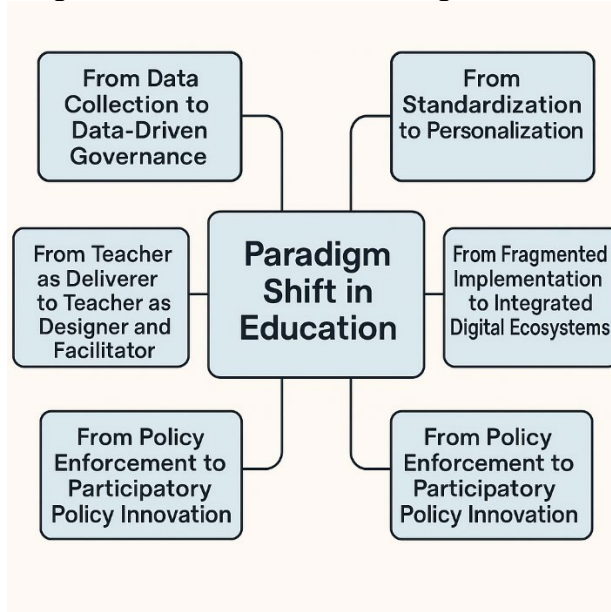 From Data
Collection to
Data-Driven
Governance
From
Standardization
to Personalization
Paradigm
Shift in
Education
From Teacher
as Deliverer
to Teacher as
Designer and
Facilitator
From Fragmented
Implementation
to Integrated
Digital Ecosystems
From Policy
Enforcement to
Participatory
Policy Innovation
From Policy
Enforcement to
Participatory
Policy Innovation